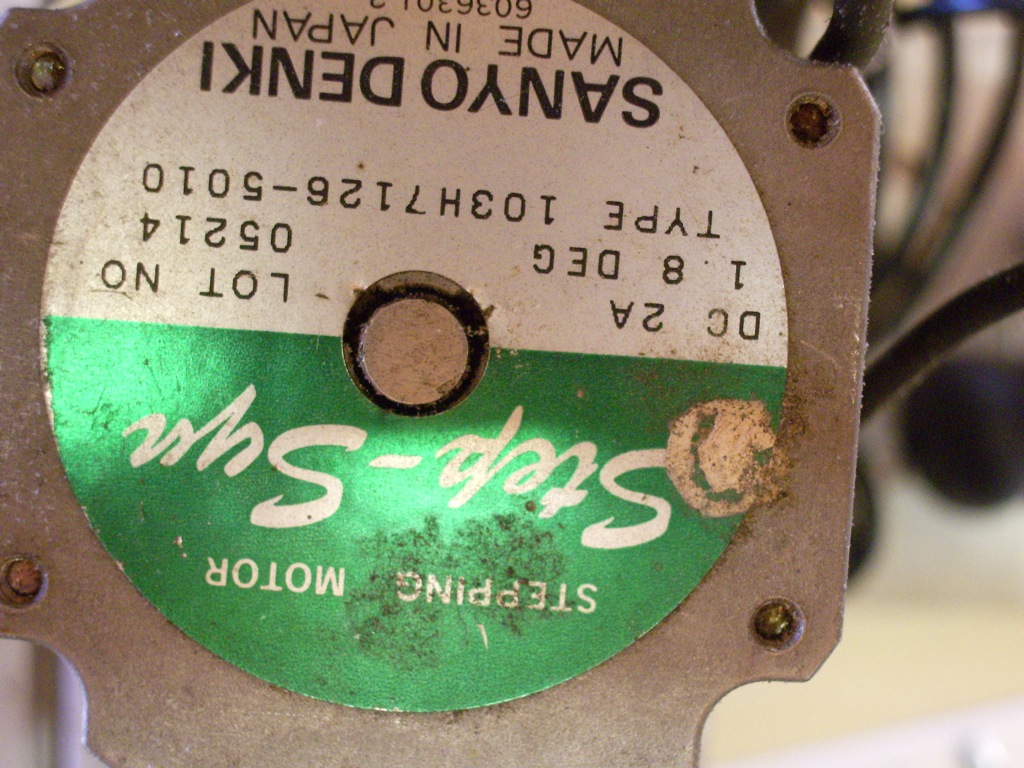 STEPPING MOTOR
Step-Syn
DC 2A LOT NO
1.8 DEG 05214
TYPE 103H7126-5010
SANYO DENKI
MADE IN JAPAN